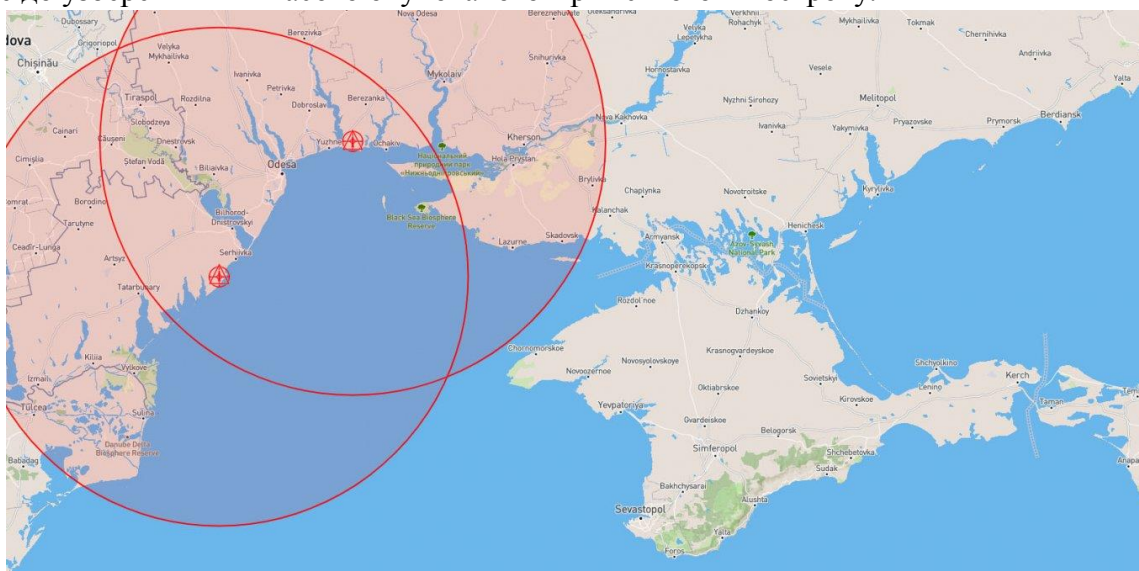 Dubossary
Grigoriopol
Nova Odesa
Rohachyk
Mykhailivka
Tokmak
Chernihivka
dova
Chișinău
Velyka Mykhailivka
Berezivka
Velyka Lepetykha
Snihurivka
Ivanivka
Mykolaiv
Hornostaivka
Vesele
Andriivka
Yalta
Tiraspol
Rozdilna
Petrivka
Dobroslav
Berezanka
Nyzhni Sirohozy
Melitopol
Slobodzeya
Nova Kakhovka
Berdiansk
Cainari
Căușeni
Dnestrovsk
Yuzhne
Ochakiv
Kherson
Ivanivka
Yakymivka
Pryazovske
Prymorsk
Cimișlia
Ștefan Vodă
Biliaivka
Odesa
Національний природний парк «Нижньодніпровський»
Hola Prystan
Brylivka
Chaplynka
Novotroitske
Kyrylivka
Borodino
Bilhorod-Dnistrovskyi
Black Sea Biosphere Reserve
Kalanchak
Tarutyne
Lazurne
Skadovsk
Armyansk
Azov-Syvash National Park
Henichesk
Ceadîr-Lunga
Artsyz
Serhiivka
Krasnoperekopsk
Tatarbunary
Rozdol'noe
Dzhankoy
Kiliia
Vylkove
Chornomorskoe
Novoozernoe
Novosyolovskoye
Krasnogvardeyskoe
Shchyolkino
Izmail
Oktiabrskoe
Sovietskyi
Lenino
Kerch
Tulcea
Sulina
Yevpatoriya
Gvardeiskoe
Kirovskoe
Taman
Danube Delta Biosphere Reserve
Belogorsk
Babadag
Simferopol
Shchebetovka
Bakhchysarai
Sudak
Sevastopol
Alushta
Yalta
Foros